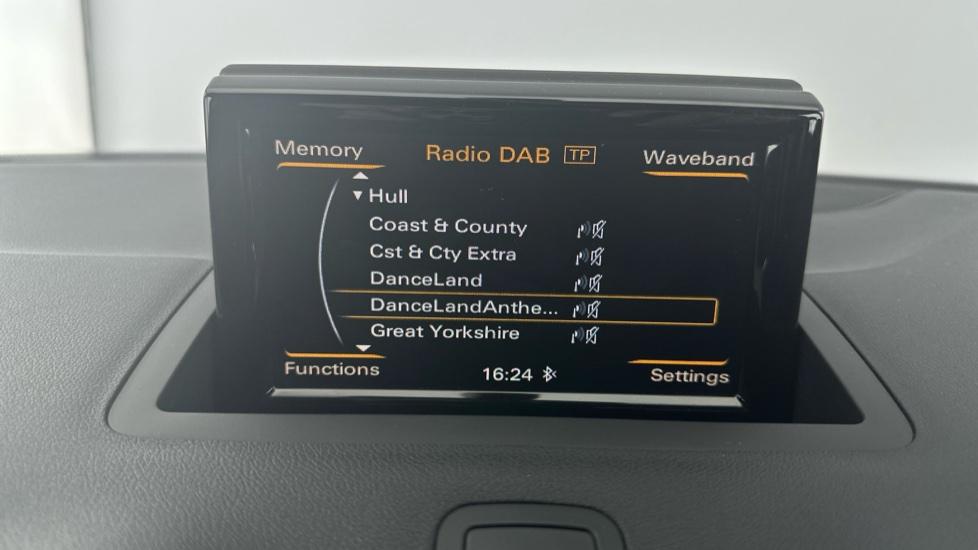 Memory
Radio DAB TP
Waveband
Hull
Coast & County
Cst & Cty Extra
DanceLand
DanceLandAnthe...
Great Yorkshire
Functions
16:24
Settings